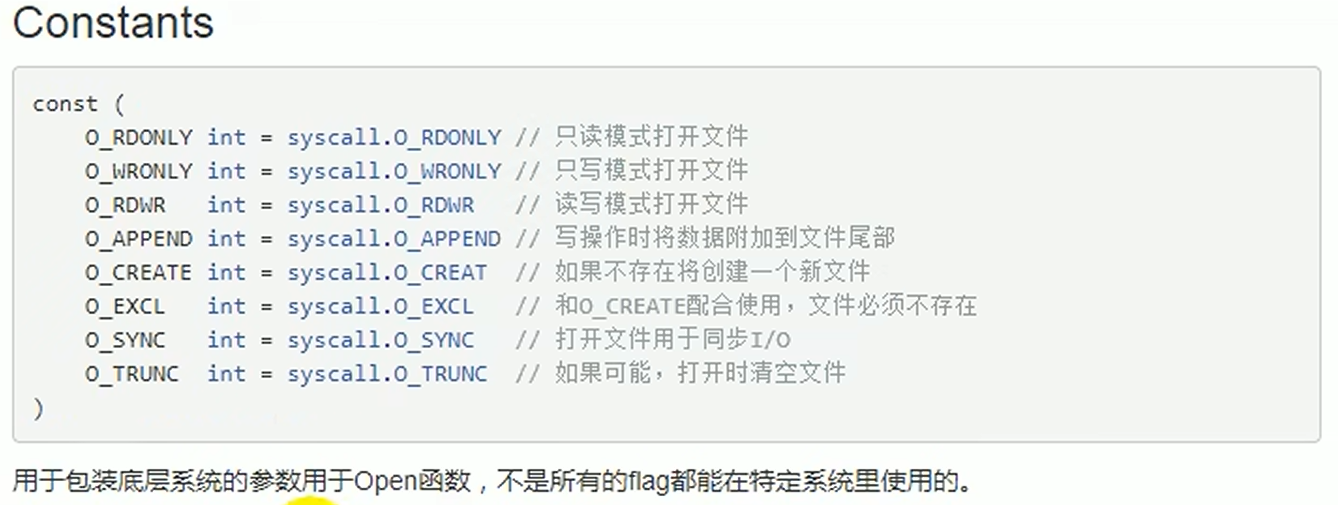 Constants
const (
    O_RDONLY int = syscall.O_RDONLY // 只读模式打开文件
    O_WRONLY int = syscall.O_WRONLY // 只写模式打开文件
    O_RDWR   int = syscall.O_RDWR   // 读写模式打开文件
    O_APPEND int = syscall.O_APPEND // 写操作时将数据附加到文件尾部
    O_CREATE int = syscall.O_CREAT  // 如果不存在将创建一个新文件
    O_EXCL   int = syscall.O_EXCL   // 和O_CREATE配合使用，文件必须不存在
    O_SYNC   int = syscall.O_SYNC   // 打开文件用于同步I/O
    O_TRUNC  int = syscall.O_TRUNC  // 如果可能，打开时清空文件
)
用于包装底层系统的参数用于Open函数，不是所有的flag都能在特定系统里使用的。